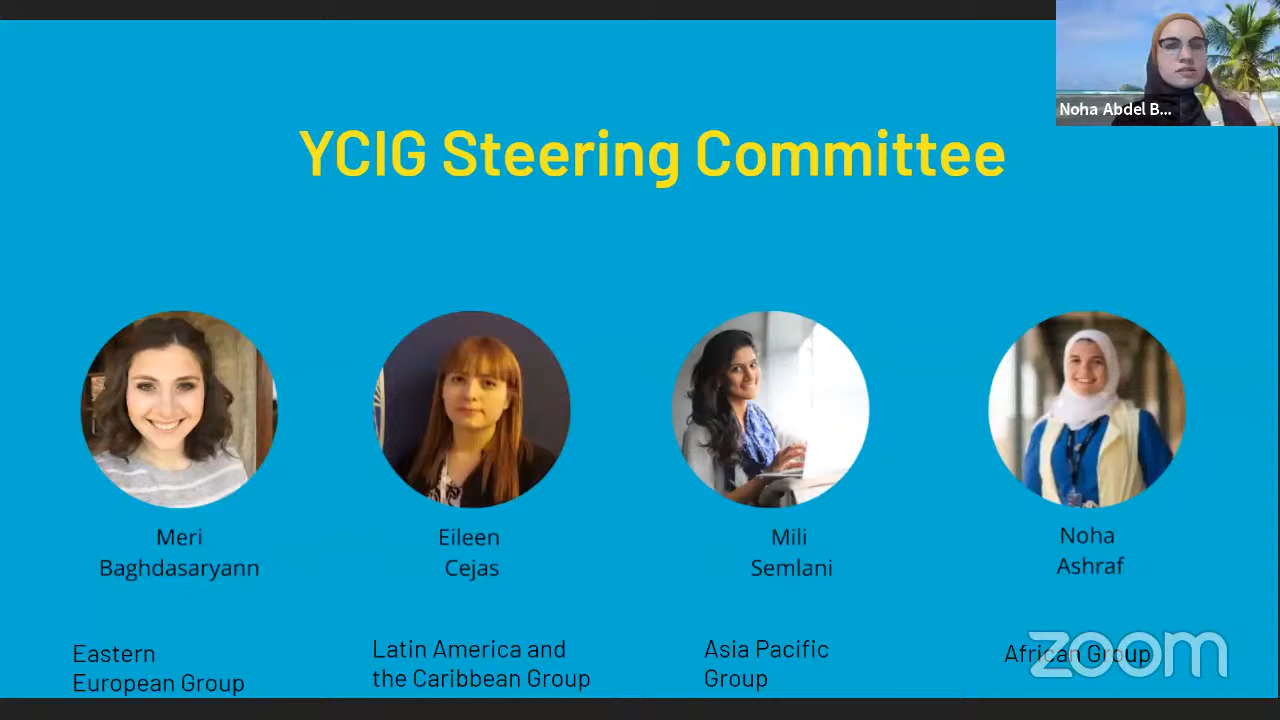 Noha Abdel B...
YCIG Steering Committee
Meri
Baghdasaryann
Eileen
Cejas
Mili
Semlani
Noha
Ashraf
Eastern
European Group
Latin America and
the Caribbean Group
Asia Pacific
Group
African Group
zoom